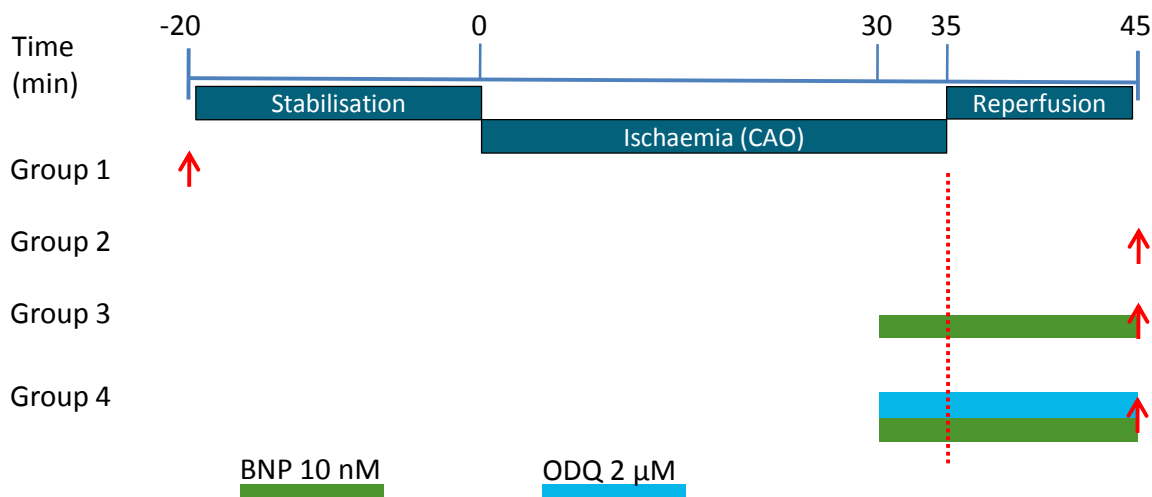 -20 0 30 35 45
Time
(min)
Stabilisation Reperfusion
Ischaemia (CAO)
Group 1
Group 2
Group 3
Group 4
BNP 10 nM ODQ 2 µM